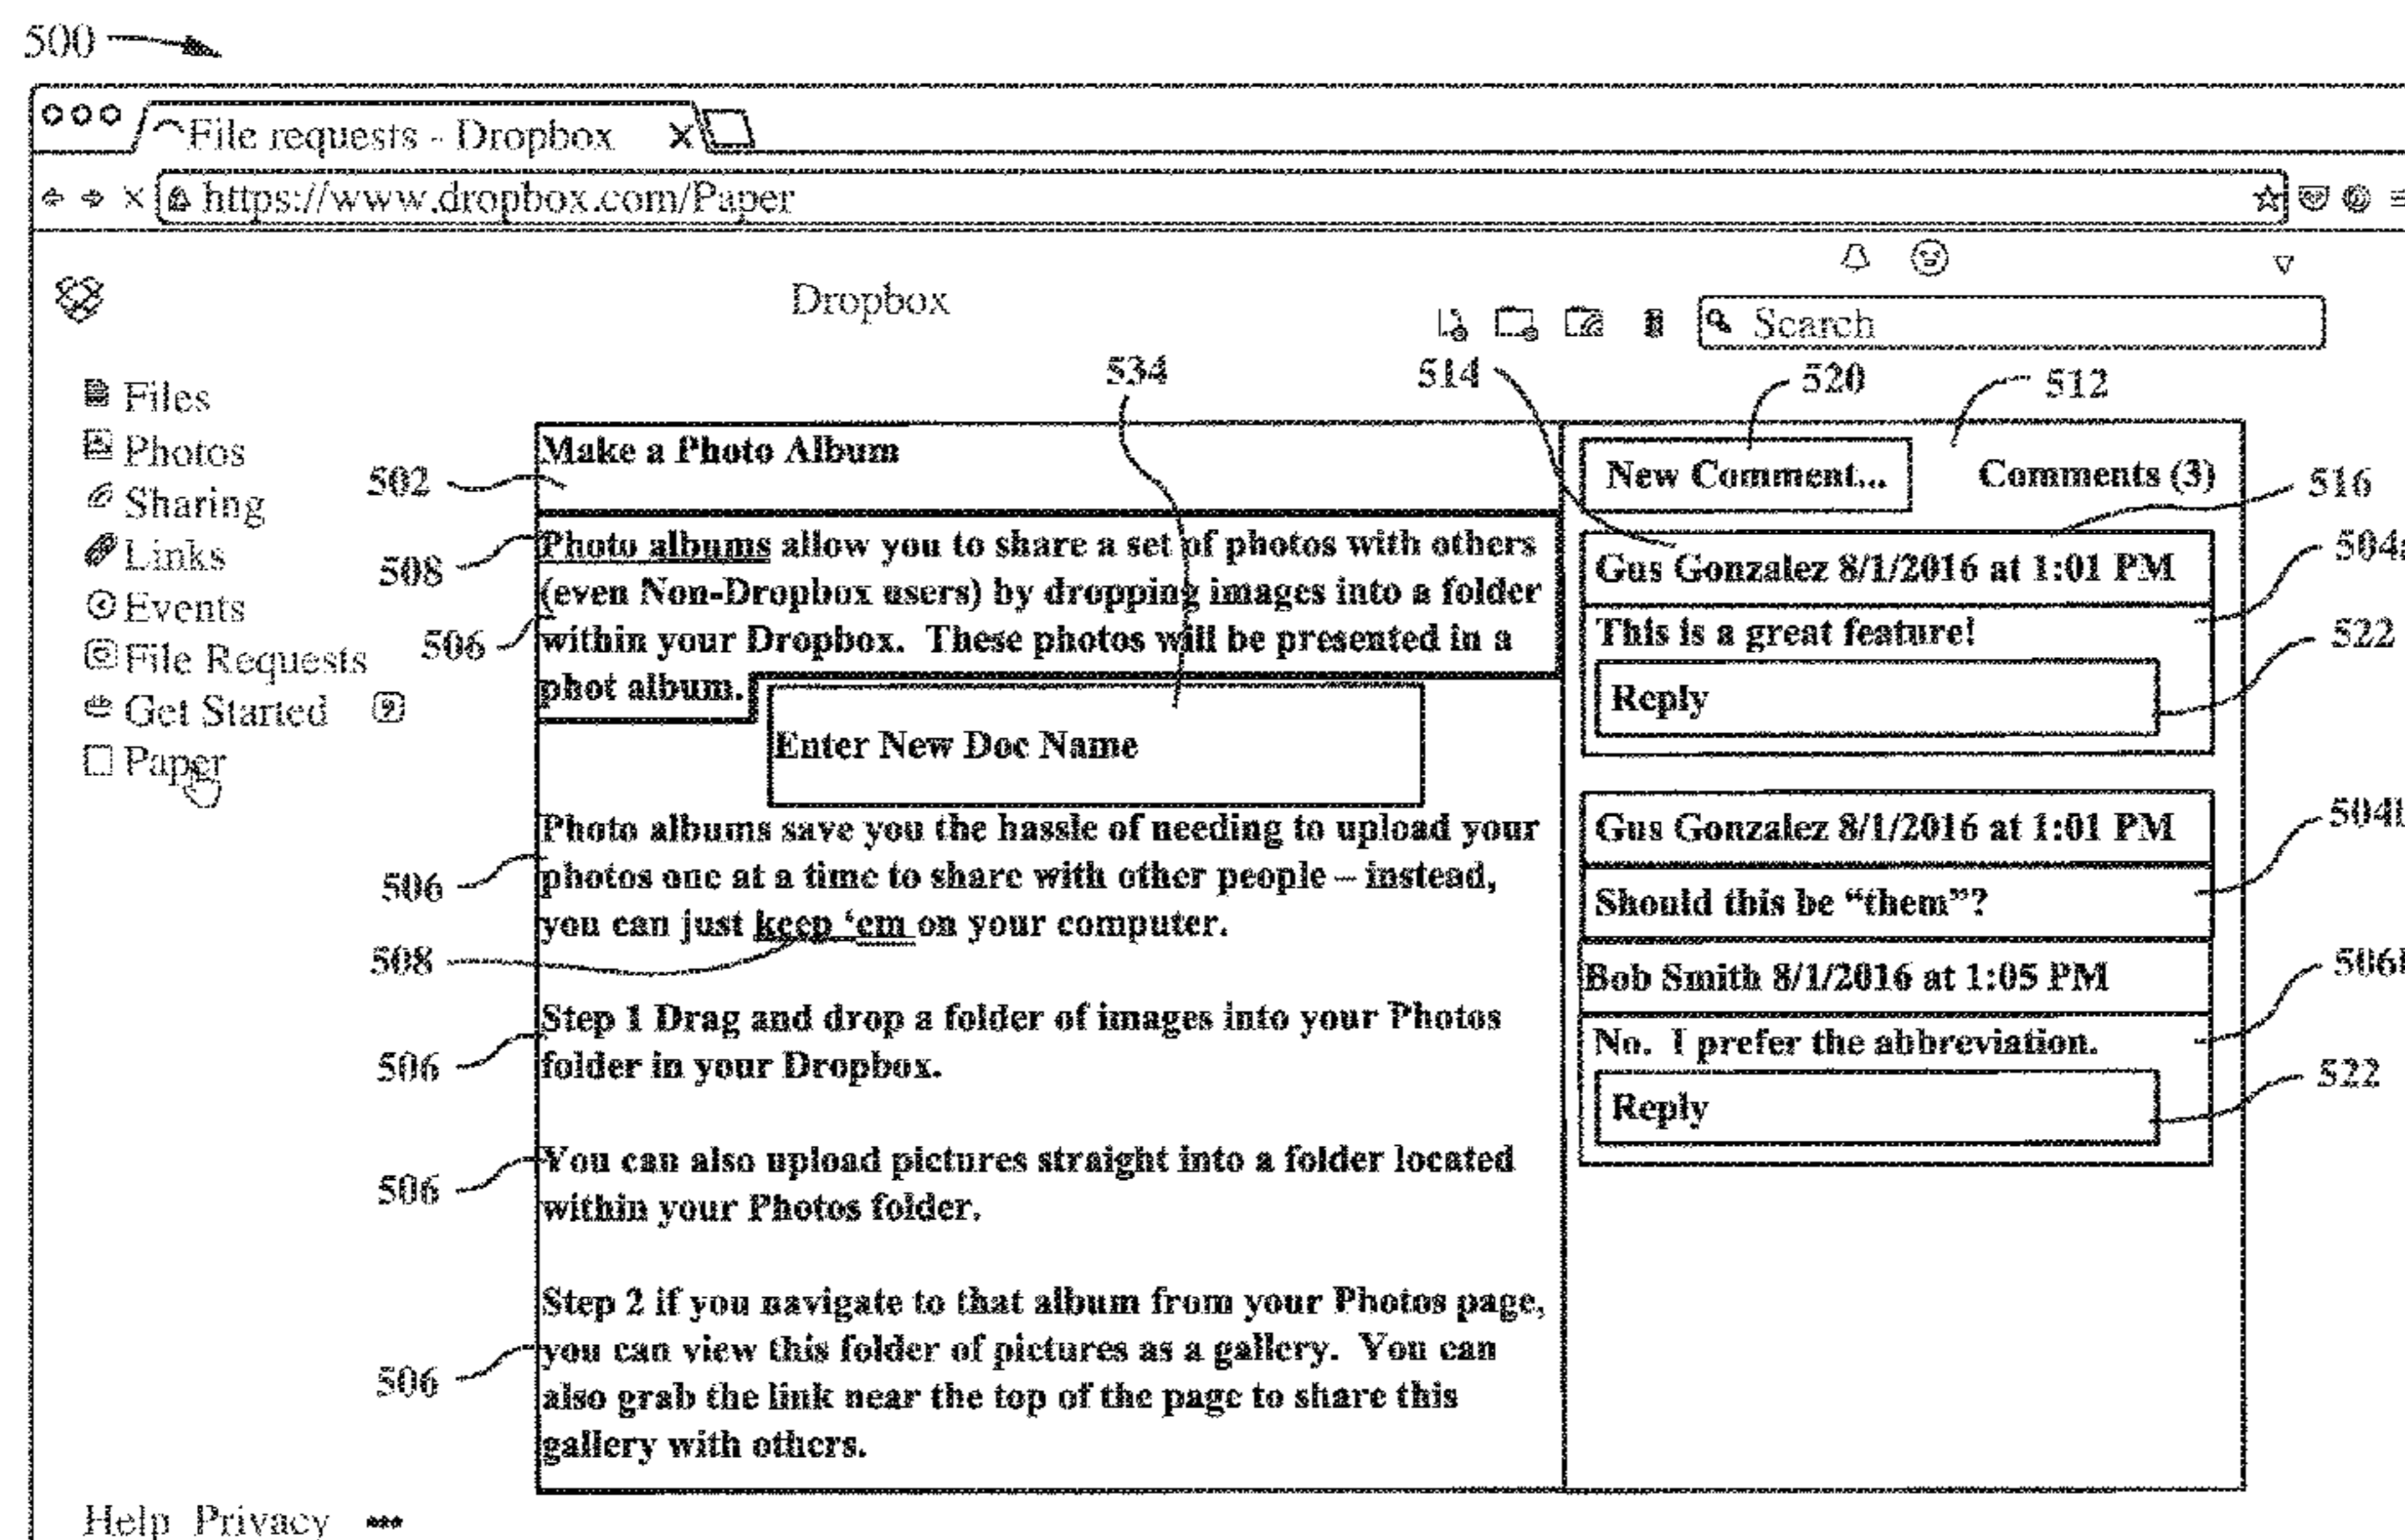 500
File requests - Dropbox
https://www.dropbox.com/Paper
Dropbox
Search
Files
Photos
Sharing
Links
Events
File Requests
Get Started
Paper
534
514
520
512
502
Make a Photo Album
508
506
Photo albums allow you to share a set of photos with others
(even Non-Dropbox users) by dropping images into a folder
within your Dropbox. These photos will be presented in a
phot album.
Enter New Doc Name
506
Photo albums save you the hassle of needing to upload your
photos one at a time to share with other people – instead,
you can just keep ‘em on your computer.
508
506
Step 1 Drag and drop a folder of images into your Photos
folder in your Dropbox.
506
You can also upload pictures straight into a folder located
within your Photos folder.
506
Step 2 if you navigate to that album from your Photos page,
you can view this folder of pictures as a gallery. You can
also grab the link near the top of the page to share this
gallery with others.
New Comment...
Comments (3)
516
Gus Gonzalez 8/1/2016 at 1:01 PM
504a
This is a great feature!
522
Reply
Gus Gonzalez 8/1/2016 at 1:01 PM
504b
Should this be “them”?
Bob Smith 8/1/2016 at 1:05 PM
506b
No. I prefer the abbreviation.
522
Reply
Help Privacy •••